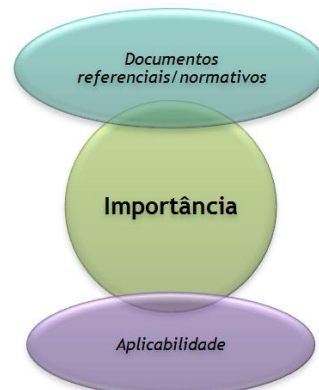 Documentos
referenciais/normativos
Importância
Aplicabilidade